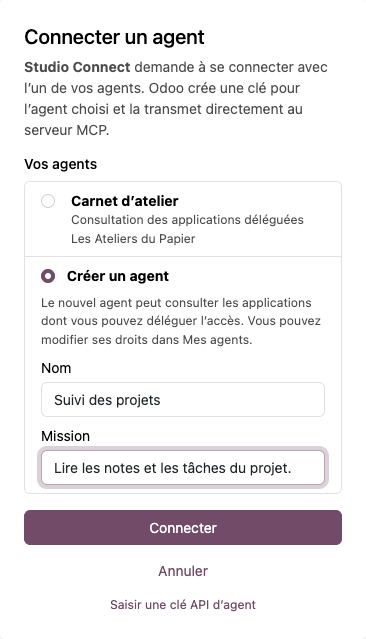 Connecter un agent
Studio Connect demande à se connecter avec
l’un de vos agents. Odoo crée une clé pour
l’agent choisi et la transmet directement au
serveur MCP.
Vos agents
Carnet d’atelier
Consultation des applications déléguées
Les Ateliers du Papier
Créer un agent
Le nouvel agent peut consulter les applications
dont vous pouvez déléguer l’accès. Vous pouvez
modifier ses droits dans Mes agents.
Nom
Suivi des projets
Mission
Lire les notes et les tâches du projet.
Connecter
Annuler
Saisir une clé API d’agent